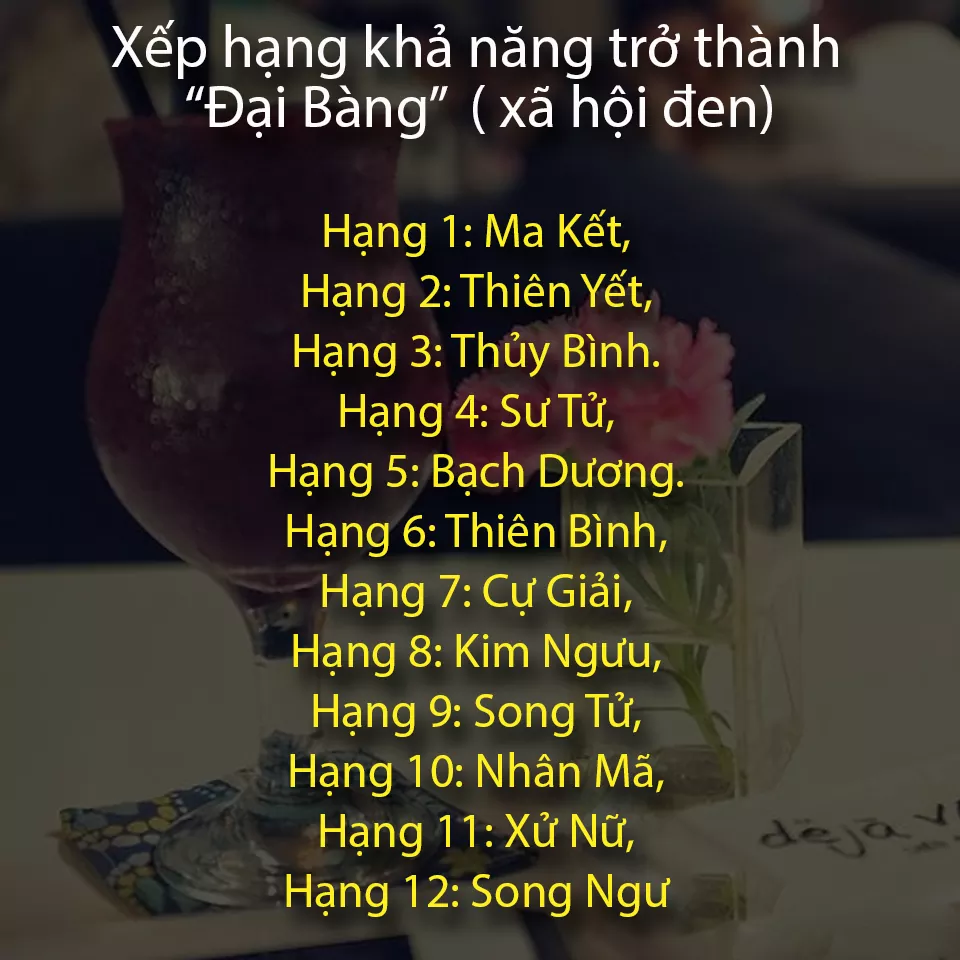 Xếp hạng khả năng trở thành
“Đại Bàng” ( xã hội đen)
Hạng 1: Ma Kết,
Hạng 2: Thiên Yết,
Hạng 3: Thủy Bình.
Hạng 4: Sư Tử,
Hạng 5: Bạch Dương.
Hạng 6: Thiên Bình,
Hạng 7: Cự Giải,
Hạng 8: Kim Ngưu,
Hạng 9: Song Tử,
Hạng 10: Nhân Mã,
Hạng 11: Xử Nữ,
Hạng 12: Song Ngư
déjà